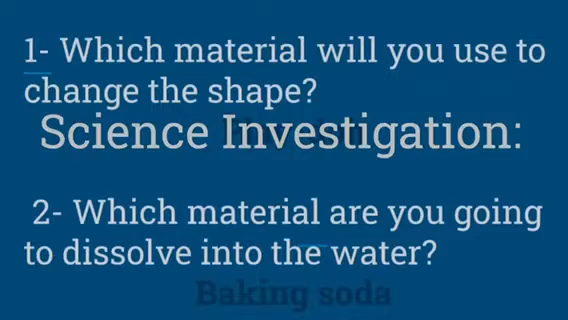 1- Which material will you use to
change the shape?
Science Investigation:
2- Which material are you going
to dissolve into the water?
Baking soda